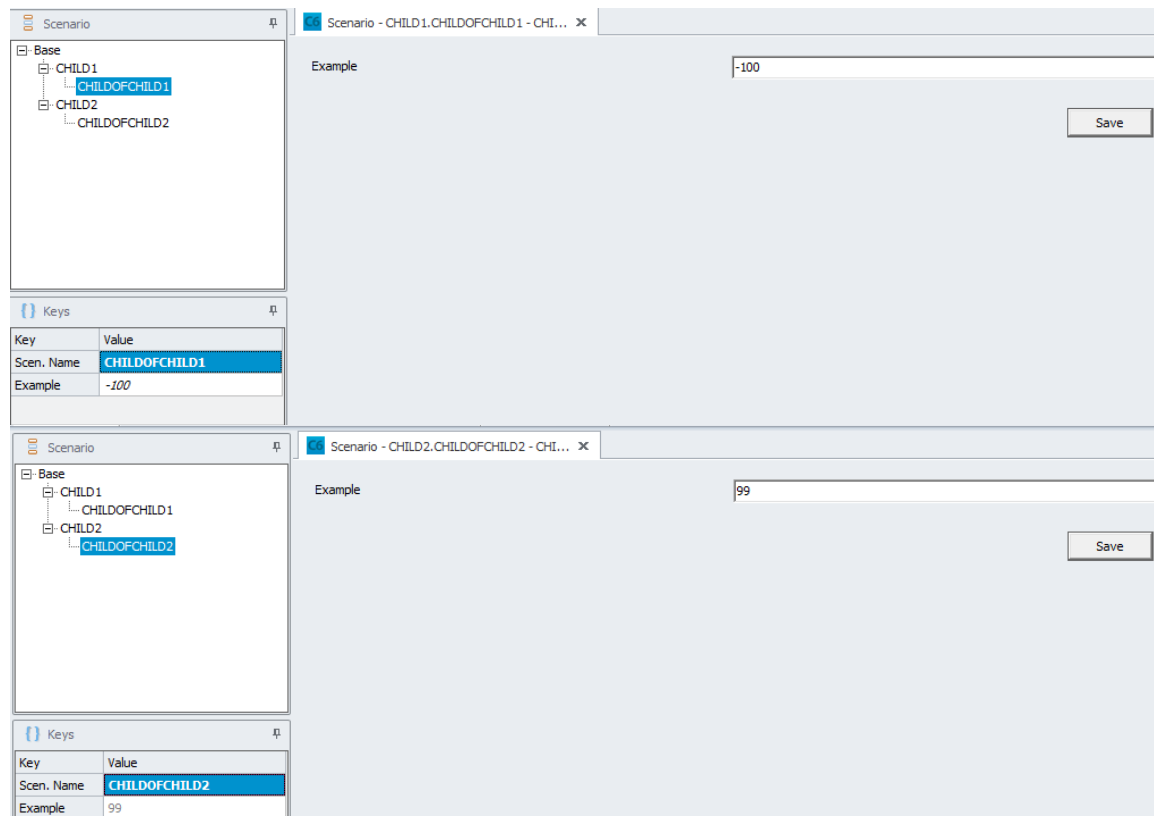 Scenario
C6 Scenario - CHILD1.CHILDOFCHILD1 - CHI... ×
Base
CHILD1
CHILDOFCHILD1
CHILD2
CHILDOFCHILD2
Example -100
Save
{} Keys
Key Value
Scen. Name CHILDOFCHILD1
Example -100
Scenario
C6 Scenario - CHILD2.CHILDOFCHILD2 - CHI... ×
Base
CHILD1
CHILDOFCHILD1
CHILD2
CHILDOFCHILD2
Example 99
Save
{} Keys
Key Value
Scen. Name CHILDOFCHILD2
Example 99